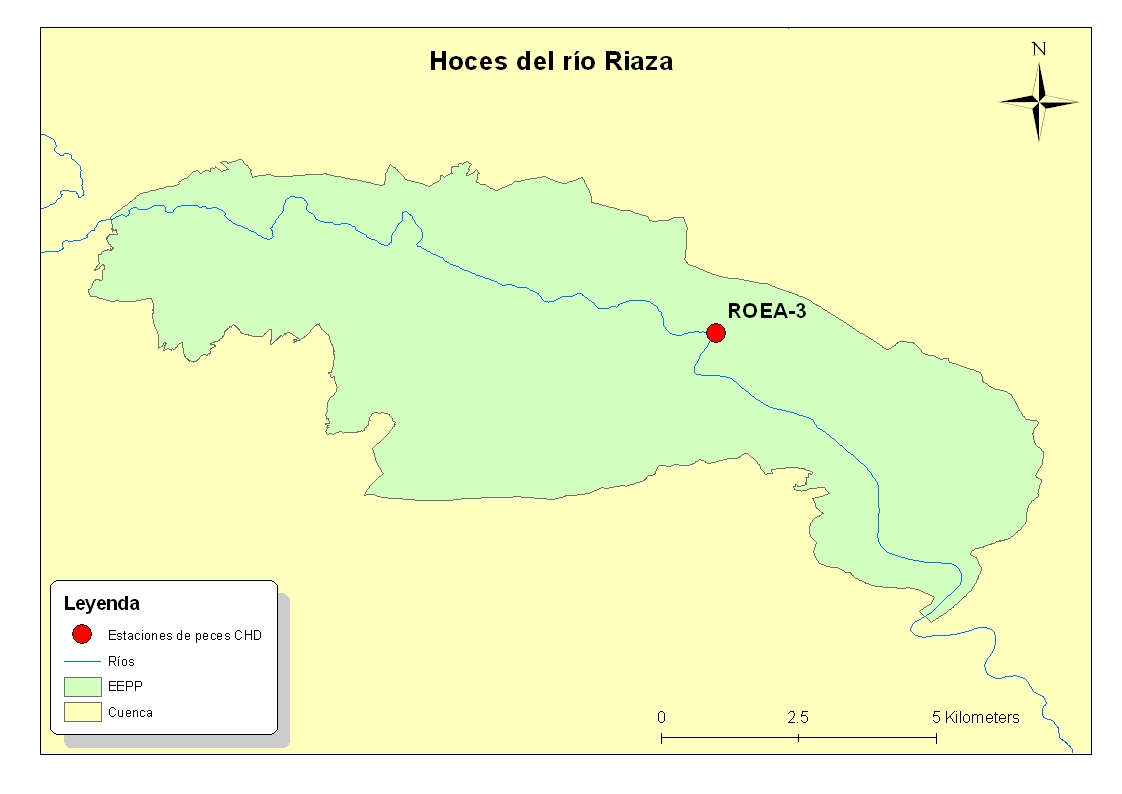 Hoces del río Riaza
N
ROEA-3
Leyenda
Estaciones de peces CHD
Ríos
EEPP
Cuenca
0 2.5 5 Kilometers